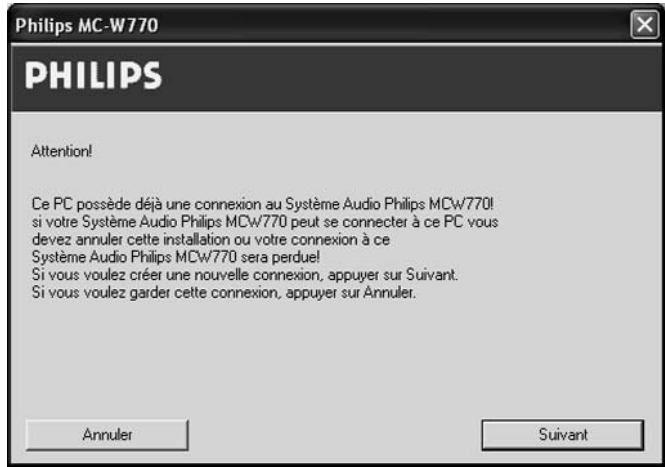 Philips MC-W770
PHILIPS
Attention!
Ce PC possède déjà une connexion au Système Audio Philips MCW770!
si votre Système Audio Philips MCW770 peut se connecter à ce PC vous
devez annuler cette installation ou votre connexion à ce
Système Audio Philips MCW770 sera perdue!
Si vous voulez créer une nouvelle connexion, appuyer sur Suivant.
Si vous voulez garder cette connexion, appuyer sur Annuler.
Annuler
Suivant